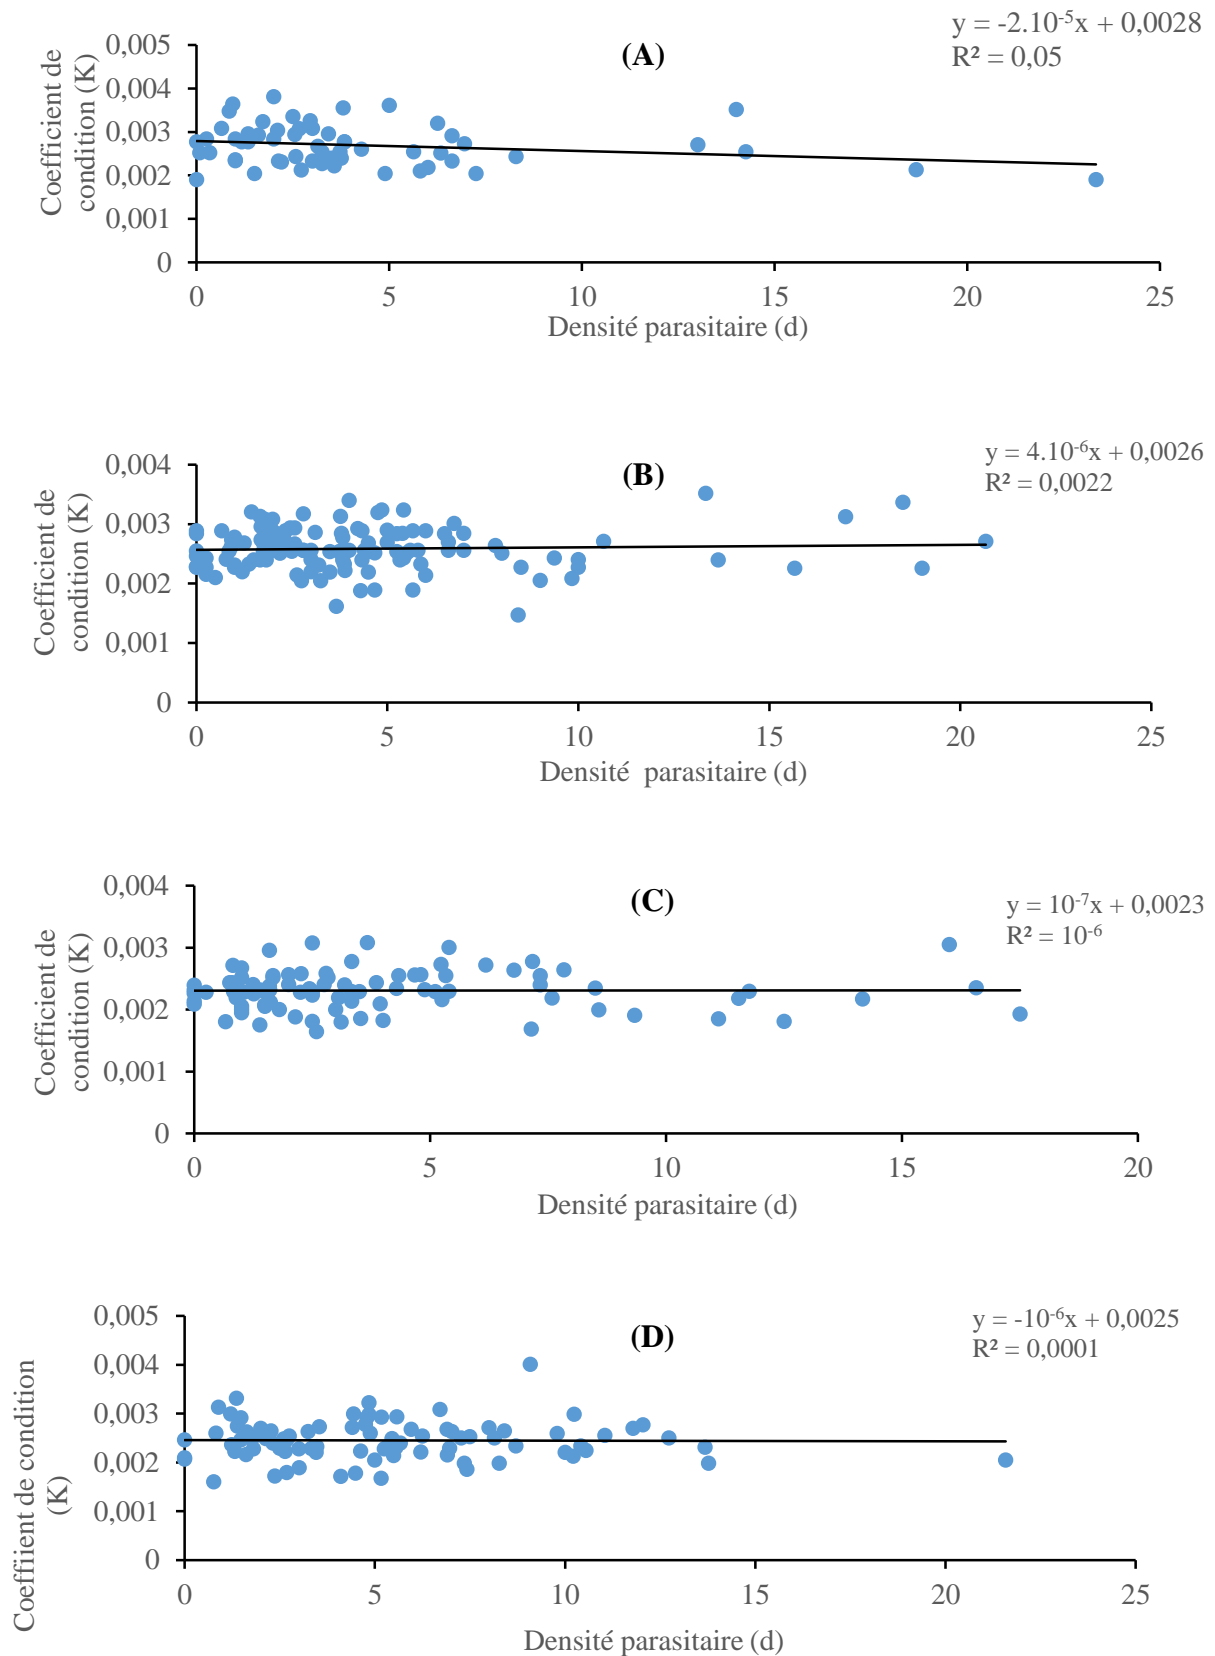 y = -2.10⁻⁵x + 0,0028
R² = 0,05
(A)
Coefficient de
condition (K)
0,005
0,004
0,003
0,002
0,001
0
0 5 10 15 20 25
Densité parasitaire (d)
y = 4.10⁻⁶x + 0,0026
R² = 0,0022
(B)
Coefficient de
condition (K)
0,004
0,003
0,002
0,001
0
0 5 10 15 20 25
Densité parasitaire (d)
y = 10⁻⁷x + 0,0023
R² = 10⁻⁶
(C)
Coefficient de
condition (K)
0,004
0,003
0,002
0,001
0
0 5 10 15 20
Densité parasitaire (d)
y = -10⁻⁶x + 0,0025
R² = 0,0001
(D)
Coeffiient de condition
(K)
0,005
0,004
0,003
0,002
0,001
0
0 5 10 15 20 25
Densité parasitaire (d)